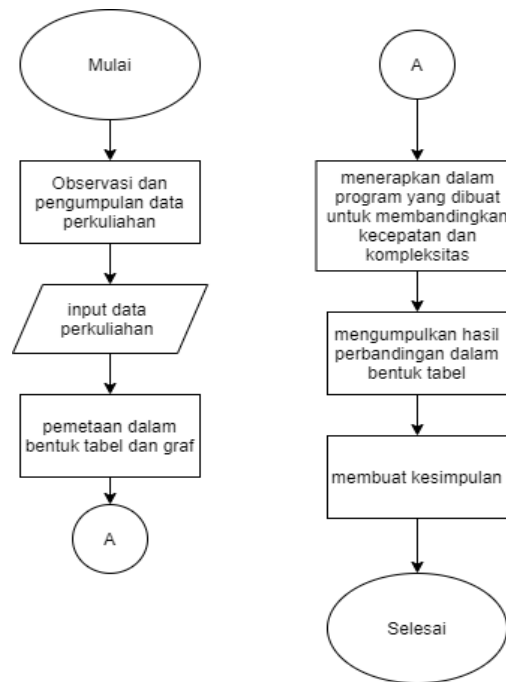 Mulai
Observasi dan
pengumpulan data
perkuliahan
input data
perkuliahan
pemetaan dalam
bentuk tabel dan graf
A
A
menerapkan dalam
program yang dibuat
untuk membandingkan
kecepatan dan
kompleksitas
mengumpulkan hasil
perbandingan dalam
bentuk tabel
membuat kesimpulan
Selesai